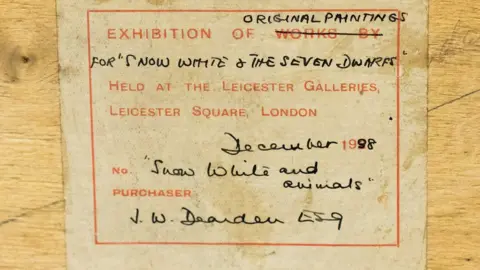 ORIGINAL PAINTINGS
EXHIBITION OF WORKS BY
FOR "SNOW WHITE & THE SEVEN DWARFS"
HELD AT THE LEICESTER GALLERIES,
LEICESTER SQUARE, LONDON
December 1938
No. "Snow White and
animals"
PURCHASER
J. W. Dearden ESQ